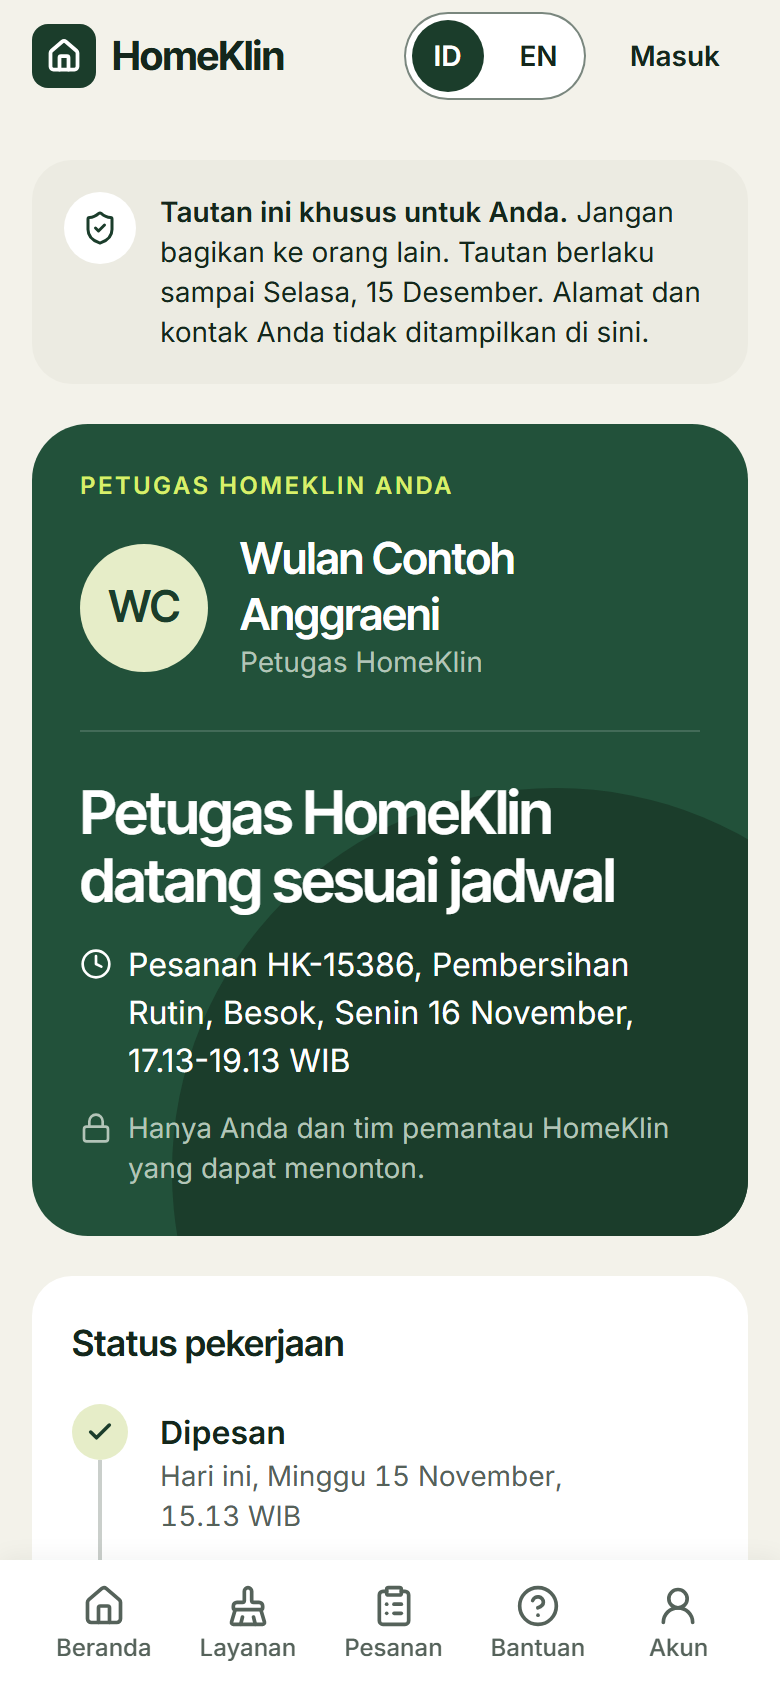 HomeKlin
ID
EN
Masuk
Tautan ini khusus untuk Anda. Jangan
bagikan ke orang lain. Tautan berlaku
sampai Selasa, 15 Desember. Alamat dan
kontak Anda tidak ditampilkan di sini.
PETUGAS HOMEKLIN ANDA
WC
Wulan Contoh
Anggraeni
Petugas HomeKlin
Petugas HomeKlin
datang sesuai jadwal
Pesanan HK-15386, Pembersihan
Rutin, Besok, Senin 16 November,
17.13-19.13 WIB
Hanya Anda dan tim pemantau HomeKlin
yang dapat menonton.
Status pekerjaan
Dipesan
Hari ini, Minggu 15 November,
15.13 WIB
Beranda
Layanan
Pesanan
Bantuan
Akun